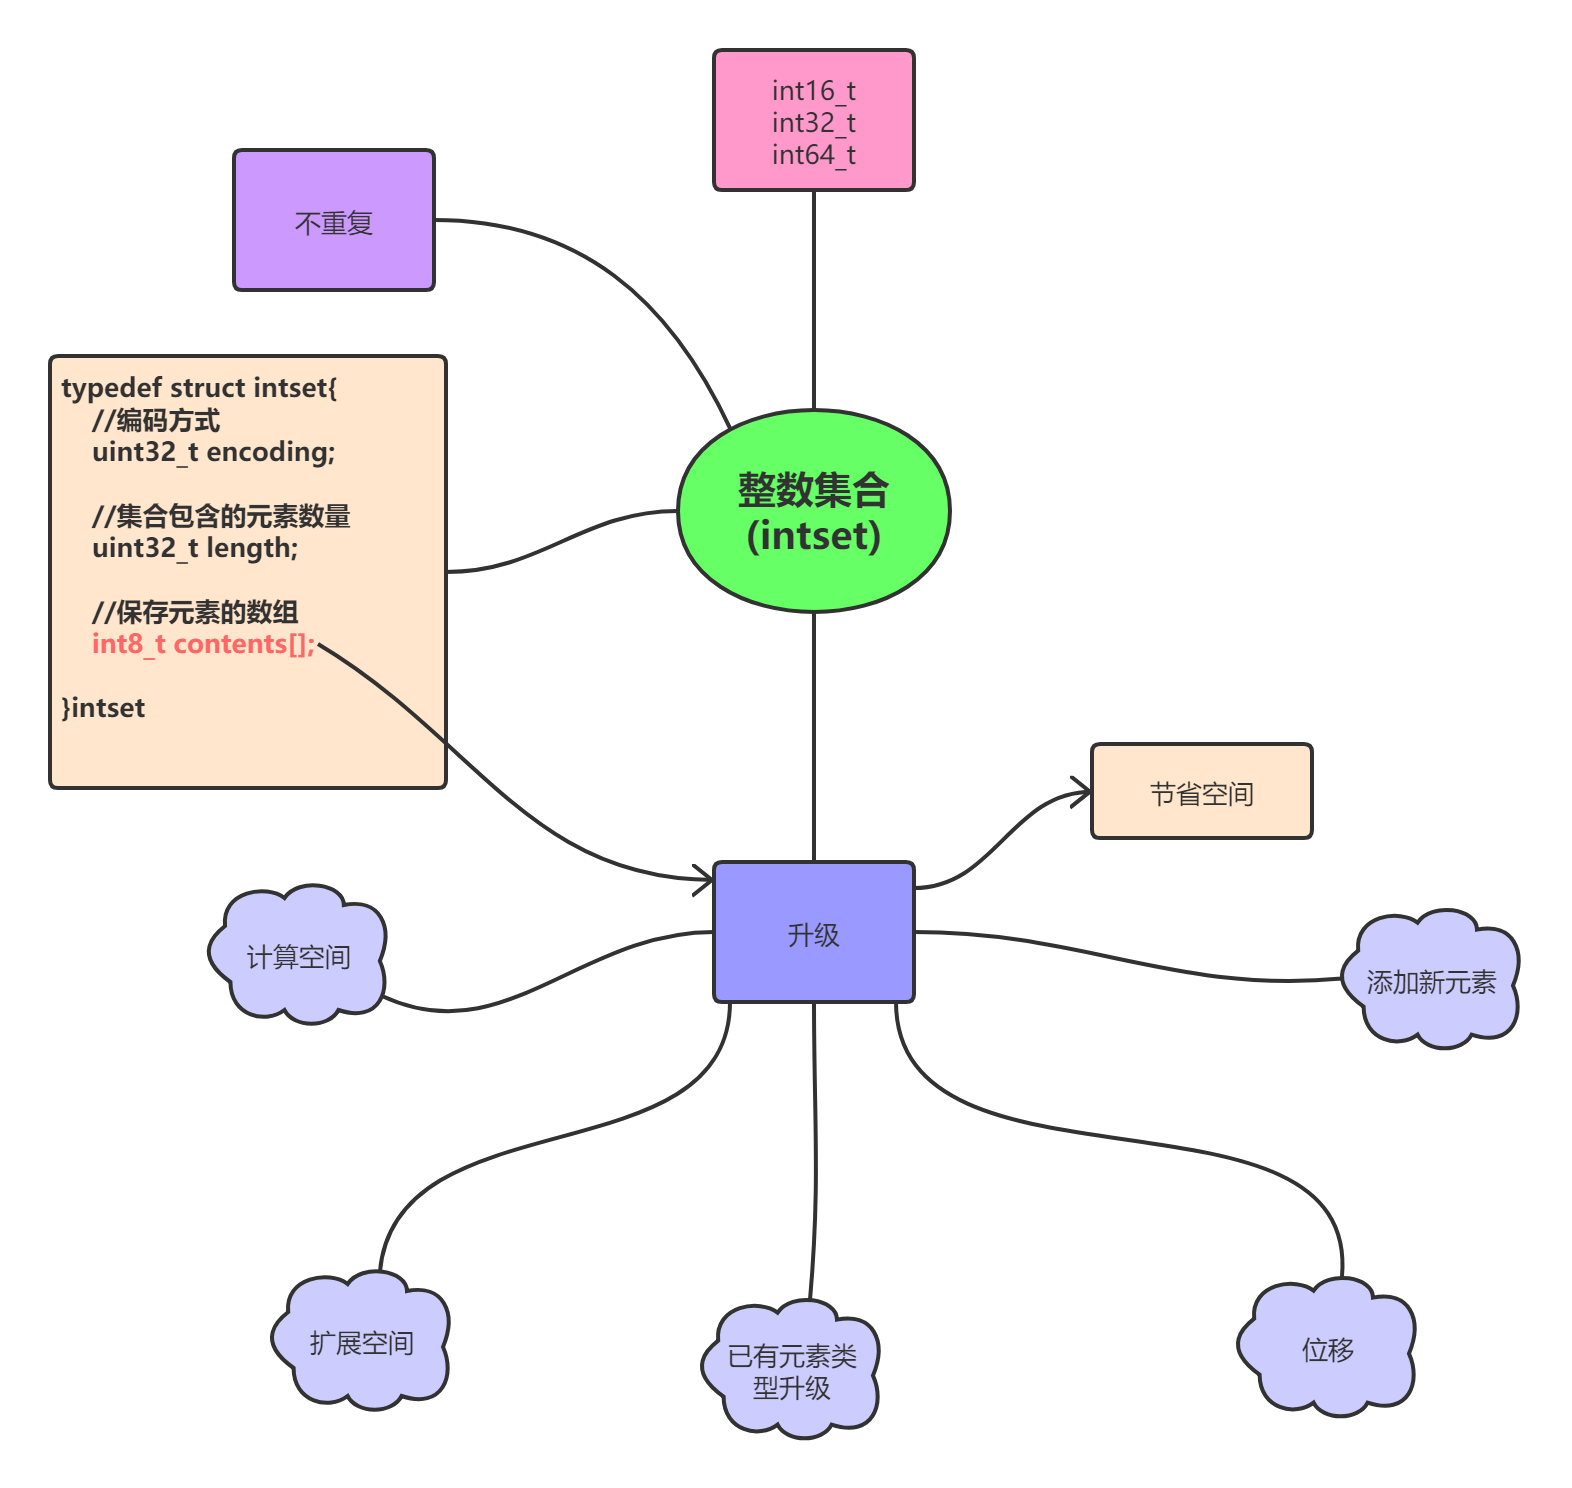 int16_t
int32_t
int64_t
不重复
typedef struct intset{
//编码方式
uint32_t encoding;
//集合包含的元素数量
uint32_t length;
//保存元素的数组
int8_t contents[];
}intset
整数集合
(intset)
节省空间
升级
计算空间
添加新元素
扩展空间
已有元素类
型升级
位移